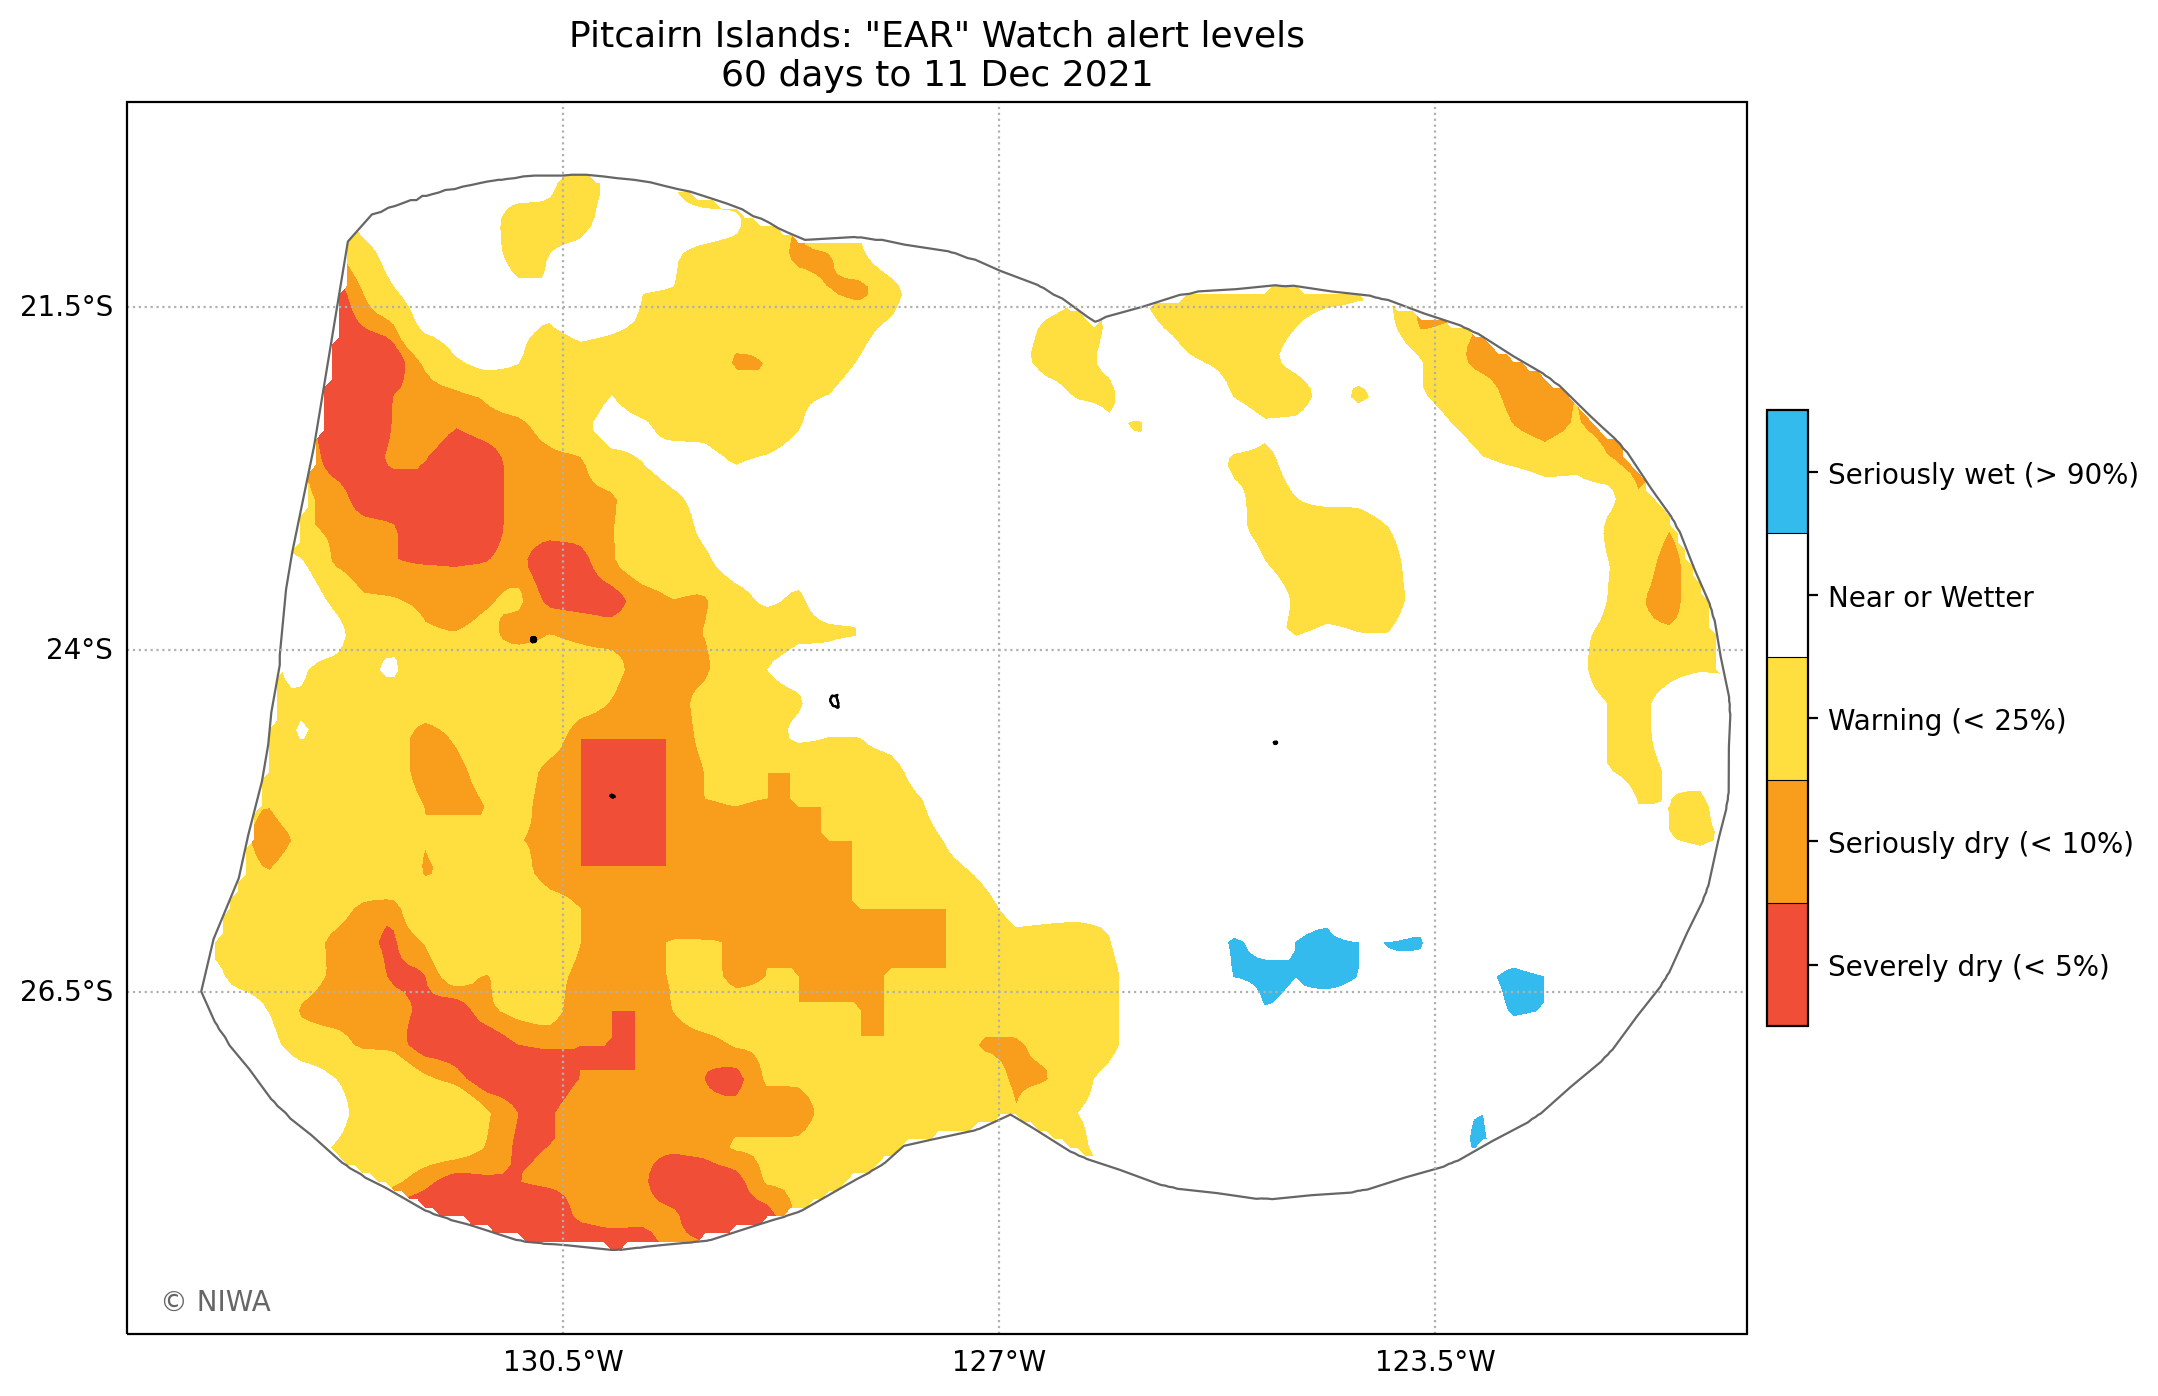 Pitcairn Islands: "EAR" Watch alert levels
60 days to 11 Dec 2021
21.5°S
24°S
26.5°S
130.5°W
127°W
123.5°W
Seriously wet (> 90%)
Near or Wetter
Warning (< 25%)
Seriously dry (< 10%)
Severely dry (< 5%)
© NIWA